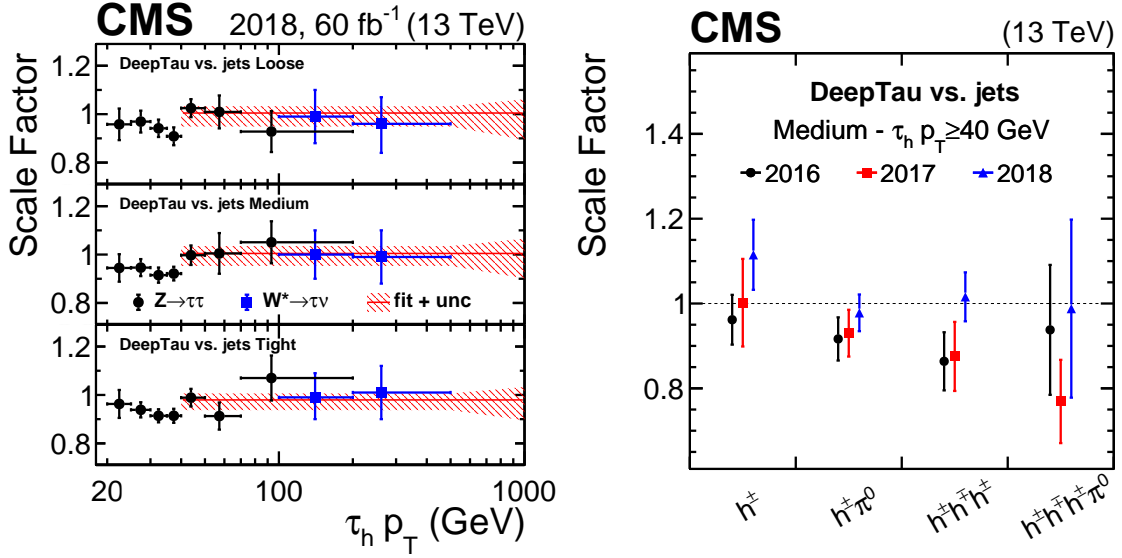 CMS 2018, 60 fb⁻¹ (13 TeV)
Scale Factor
DeepTau vs. jets Loose
1.2
1
0.8
DeepTau vs. jets Medium
1.2
1
0.8
Z→ττ W*→τν fit + unc
DeepTau vs. jets Tight
1.2
1
0.8
20 100 1000
τh pT (GeV)
CMS (13 TeV)
Scale Factor
DeepTau vs. jets
Medium - τh pT≥40 GeV
2016 2017 2018
1.4
1.2
1
0.8
h± h±π⁰ h±h∓h± h±h∓h±π⁰